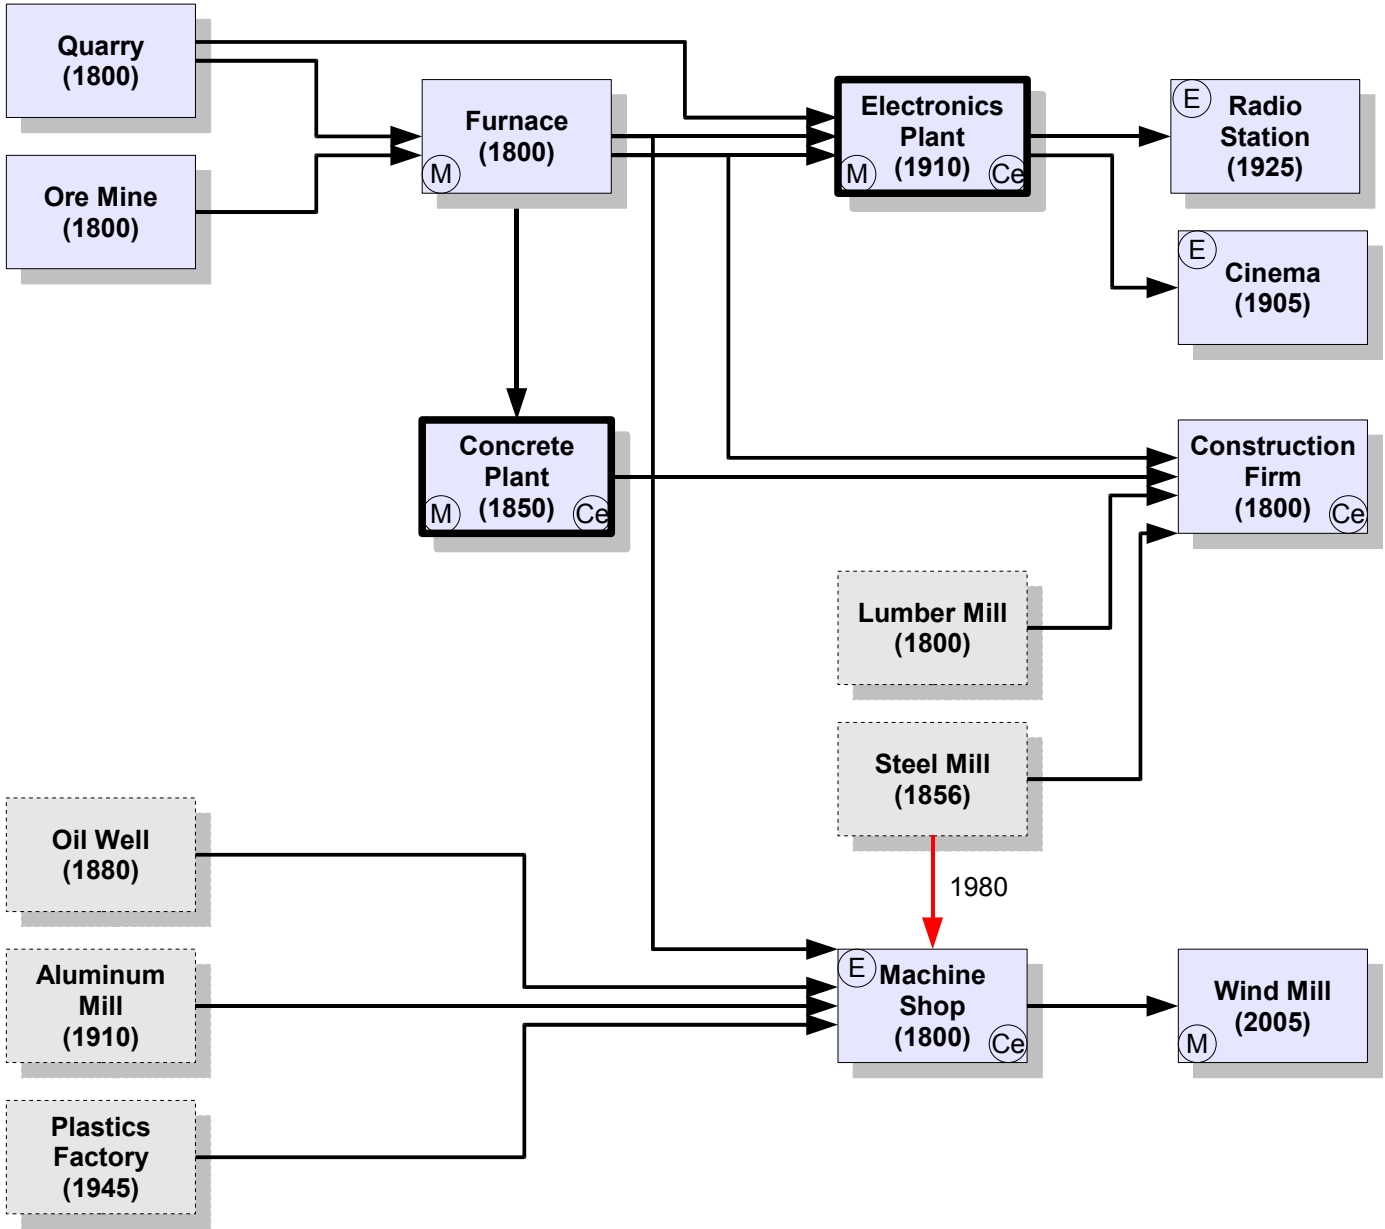 Quarry
(1800)
Ore Mine
(1800)
Furnace
(1800)
M
Electronics
Plant
(1910)
M
Ce
E
Radio
Station
(1925)
E
Cinema
(1905)
Concrete
Plant
(1850)
M
Ce
Construction
Firm
(1800)
Ce
Lumber Mill
(1800)
Steel Mill
(1856)
1980
Oil Well
(1880)
Aluminum
Mill
(1910)
Plastics
Factory
(1945)
E
Machine
Shop
(1800)
Ce
Wind Mill
(2005)
M